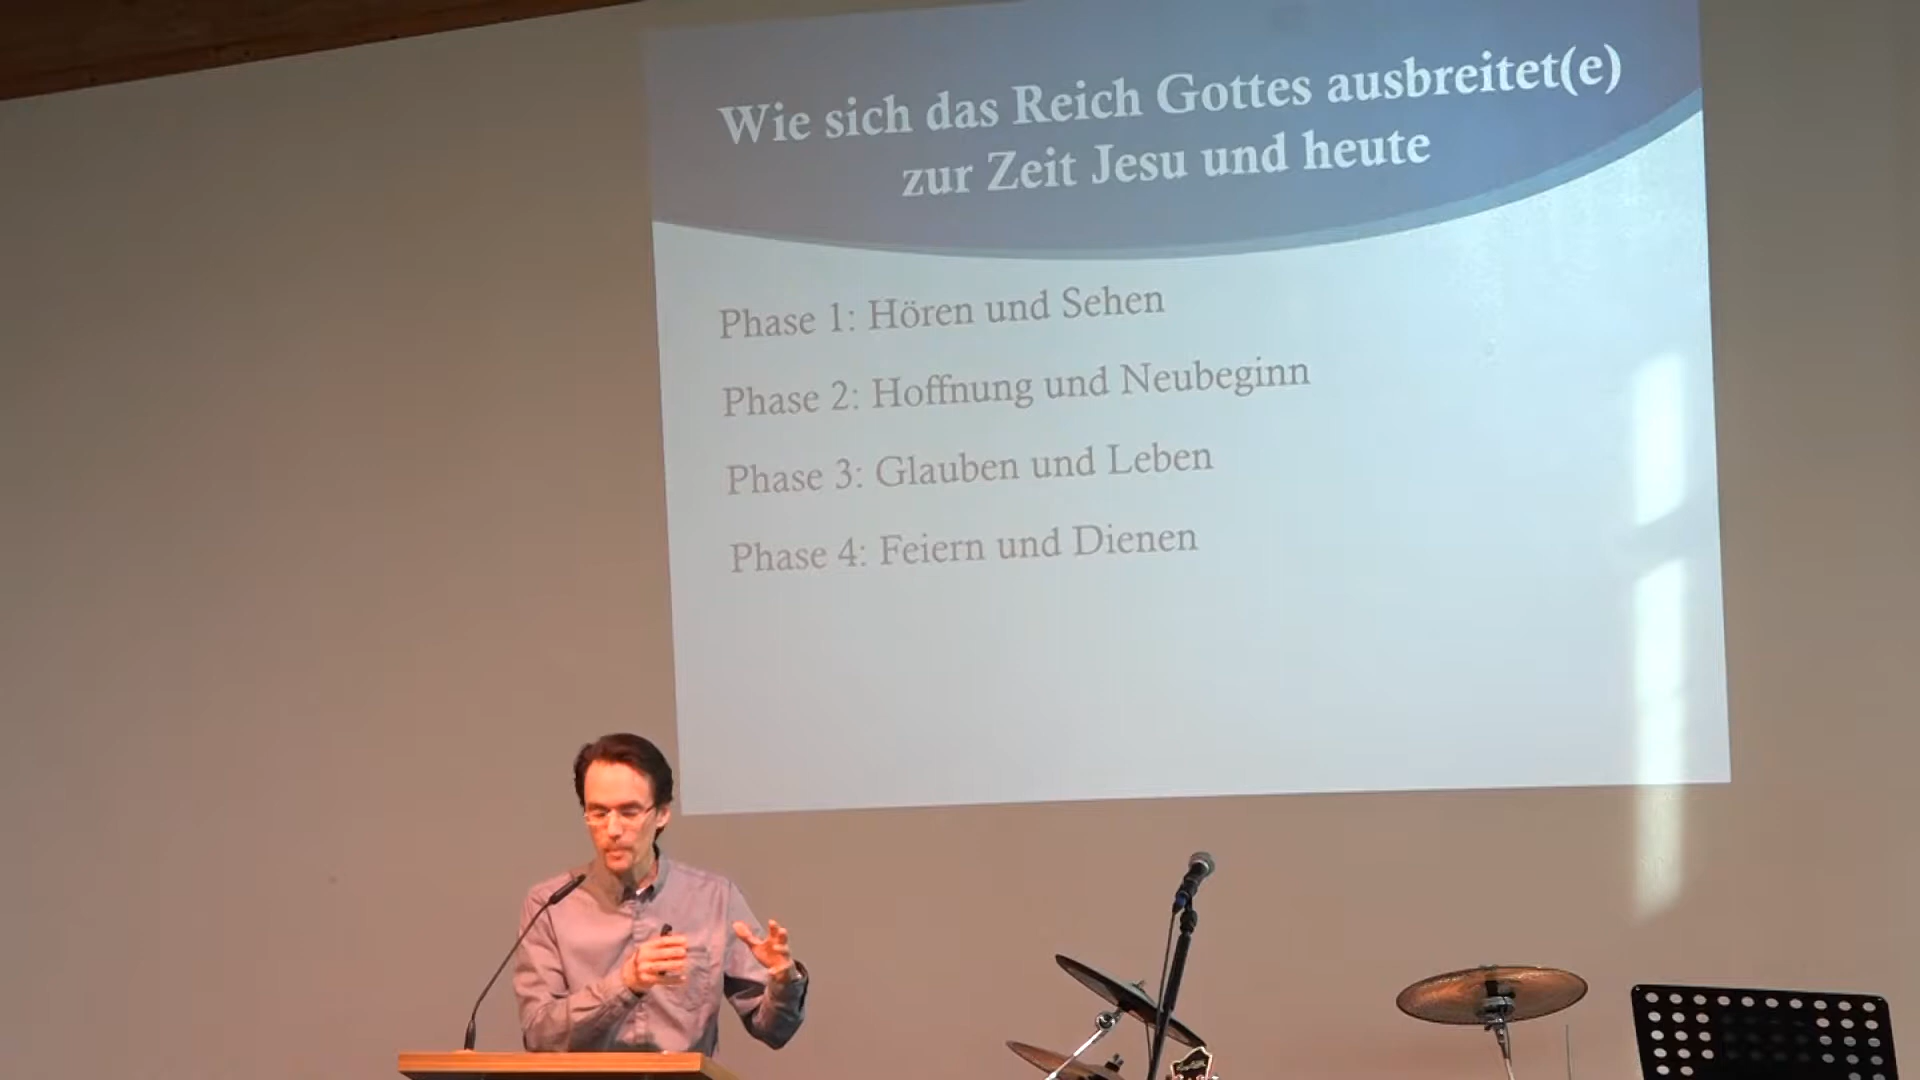 Wie sich das Reich Gottes ausbreitet(e)
zur Zeit Jesu und heute
Phase 1: Hören und Sehen
Phase 2: Hoffnung und Neubeginn
Phase 3: Glauben und Leben
Phase 4: Feiern und Dienen